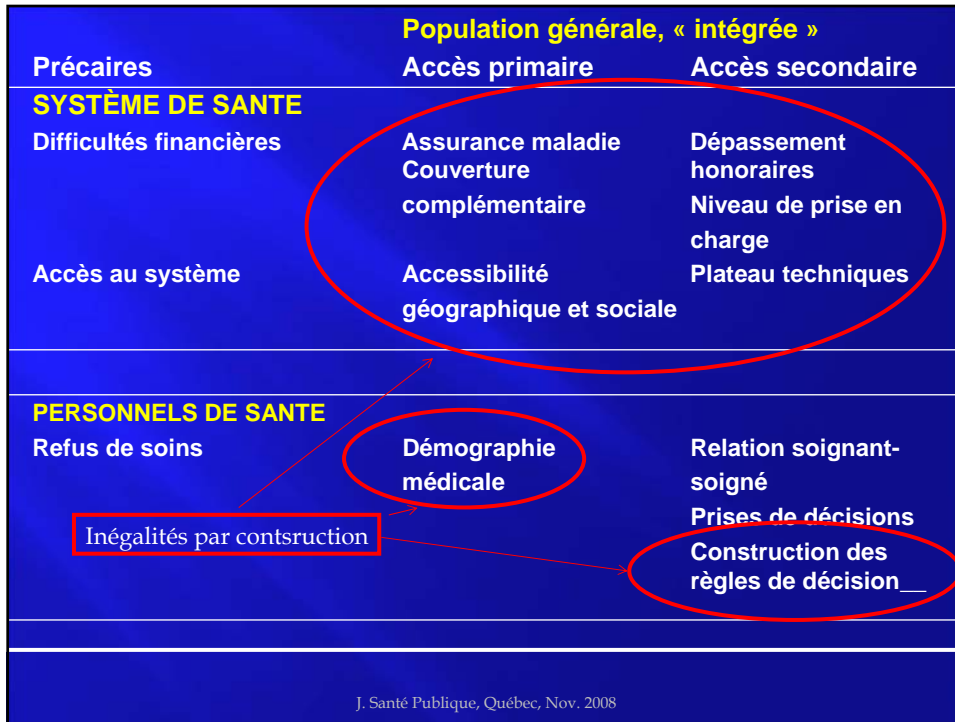 Population générale, « intégrée »
Précaires Accès primaire Accès secondaire
SYSTÈME DE SANTE
Difficultés financières Assurance maladie Dépassement
Couverture honoraires
complémentaire Niveau de prise en
charge
Accès au système Accessibilité Plateau techniques
géographique et sociale
PERSONNELS DE SANTE
Refus de soins Démographie Relation soignant-
médicale soigné
Prises de décisions
Inégalités par contsruction
Construction des
règles de décision__
J. Santé Publique, Québec, Nov. 2008